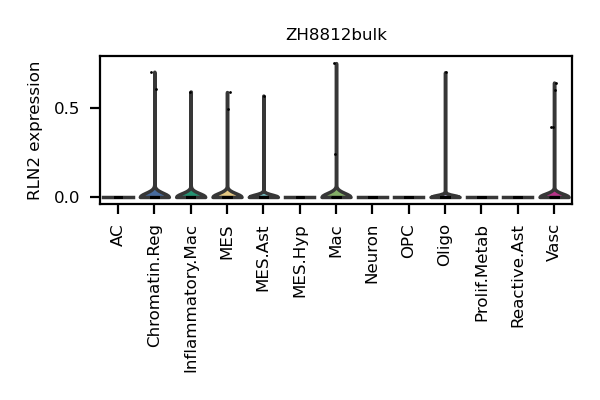 ZH8812bulk
RLN2 expression
0.5
0.0
AC
Chromatin.Reg
Inflammatory.Mac
MES
MES.Ast
MES.Hyp
Mac
Neuron
OPC
Oligo
Prolif.Metab
Reactive.Ast
Vasc